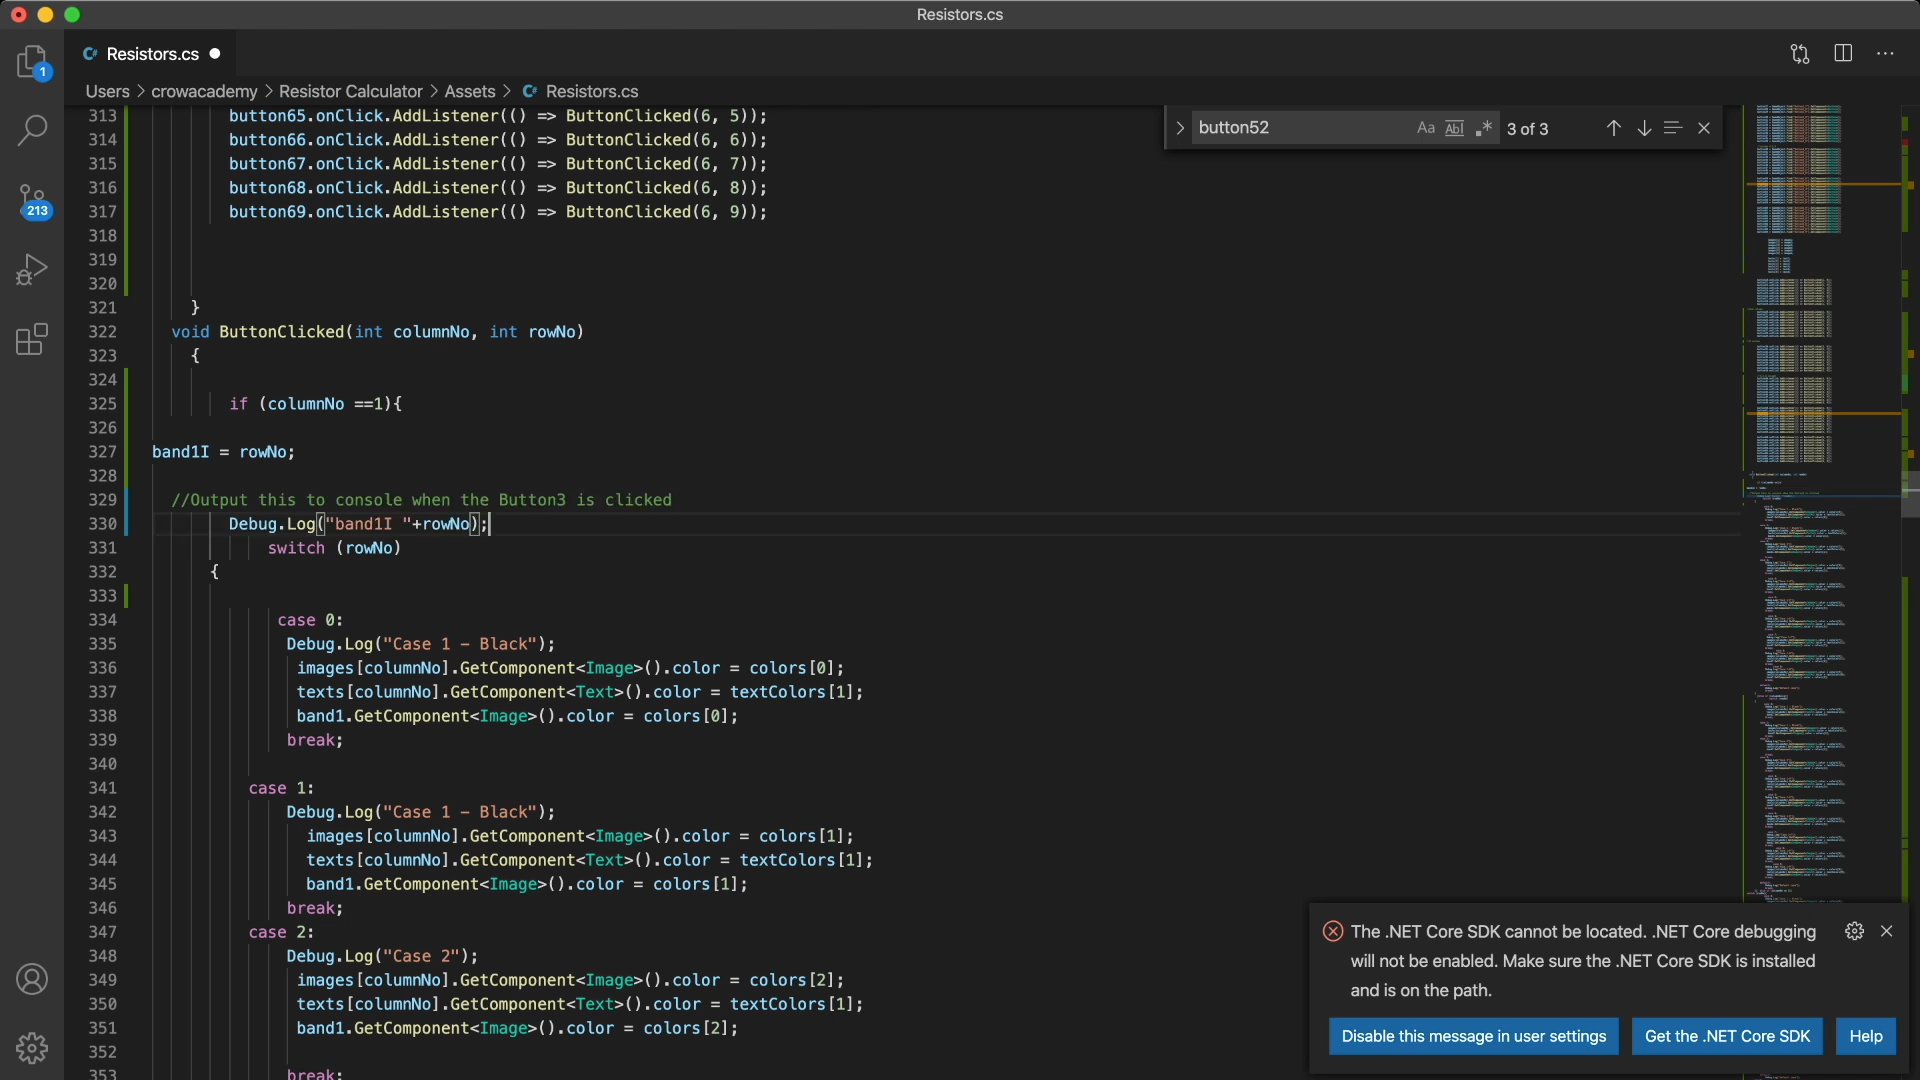 Resistors.cs
Resistors.cs
Users > crowacademy > Resistor Calculator > Assets > C# Resistors.cs
1
213
button52
Aa Abl .* 3 of 3
313 button65.onClick.AddListener(() => ButtonClicked(6, 5));
314 button66.onClick.AddListener(() => ButtonClicked(6, 6));
315 button67.onClick.AddListener(() => ButtonClicked(6, 7));
316 button68.onClick.AddListener(() => ButtonClicked(6, 8));
317 button69.onClick.AddListener(() => ButtonClicked(6, 9));
318
319
320
321 }
322 void ButtonClicked(int columnNo, int rowNo)
323 {
324
325 if (columnNo ==1){
326
327 band1I = rowNo;
328
329 //Output this to console when the Button3 is clicked
330 Debug.Log("band1I "+rowNo);
331 switch (rowNo)
332 {
333
334 case 0:
335 Debug.Log("Case 1 - Black");
336 images[columnNo].GetComponent<Image>().color = colors[0];
337 texts[columnNo].GetComponent<Text>().color = textColors[1];
338 band1.GetComponent<Image>().color = colors[0];
339 break;
340
341 case 1:
342 Debug.Log("Case 1 - Black");
343 images[columnNo].GetComponent<Image>().color = colors[1];
344 texts[columnNo].GetComponent<Text>().color = textColors[1];
345 band1.GetComponent<Image>().color = colors[1];
346 break;
347 case 2:
348 Debug.Log("Case 2");
349 images[columnNo].GetComponent<Image>().color = colors[2];
350 texts[columnNo].GetComponent<Text>().color = textColors[1];
351 band1.GetComponent<Image>().color = colors[2];
352
353 break;
The .NET Core SDK cannot be located. .NET Core debugging
will not be enabled. Make sure the .NET Core SDK is installed
and is on the path.
Disable this message in user settings
Get the .NET Core SDK
Help